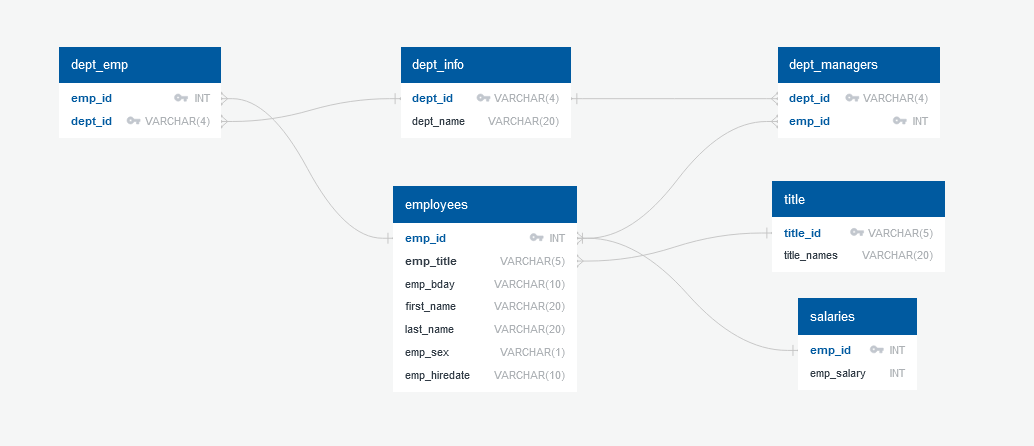 dept_emp
emp_id INT
dept_id VARCHAR(4)
dept_info
dept_id VARCHAR(4)
dept_name VARCHAR(20)
dept_managers
dept_id VARCHAR(4)
emp_id INT
employees
emp_id INT
emp_title VARCHAR(5)
emp_bday VARCHAR(10)
first_name VARCHAR(20)
last_name VARCHAR(20)
emp_sex VARCHAR(1)
emp_hiredate VARCHAR(10)
title
title_id VARCHAR(5)
title_names VARCHAR(20)
salaries
emp_id INT
emp_salary INT